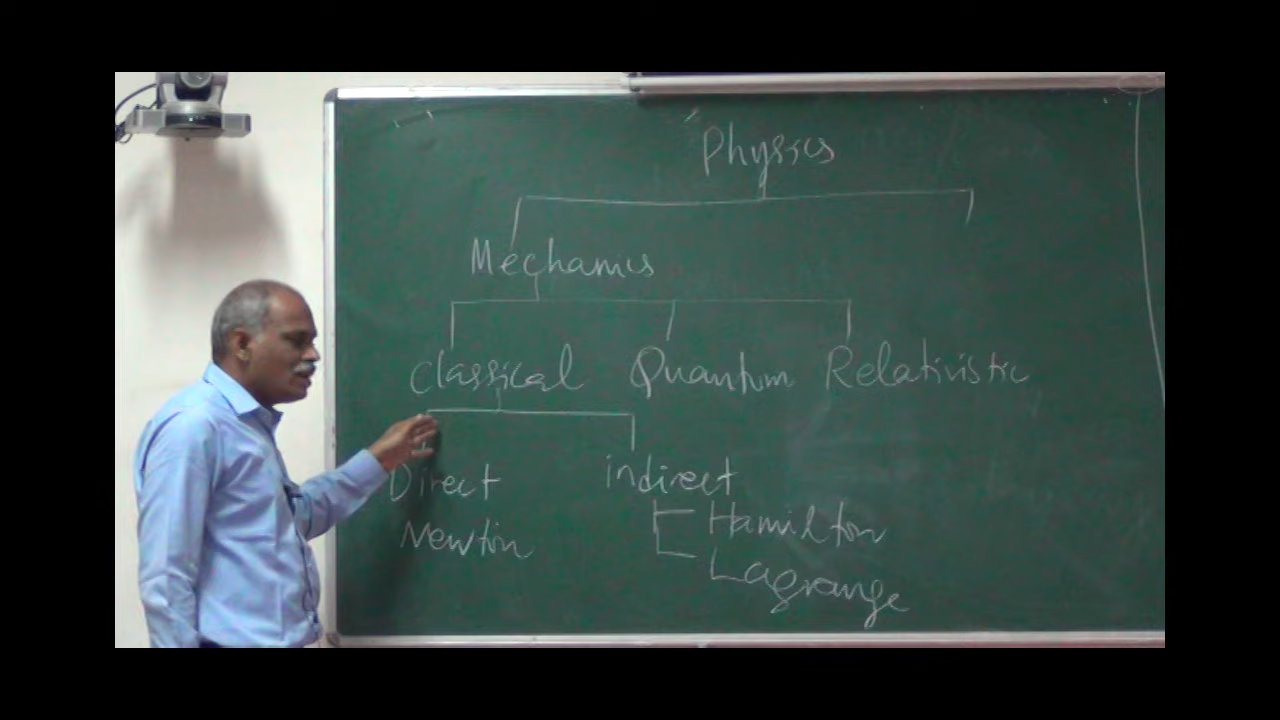 Physics
Mechanics
Classical Quantum Relativistic
Direct indirect
Newton Hamilton
Lagrange